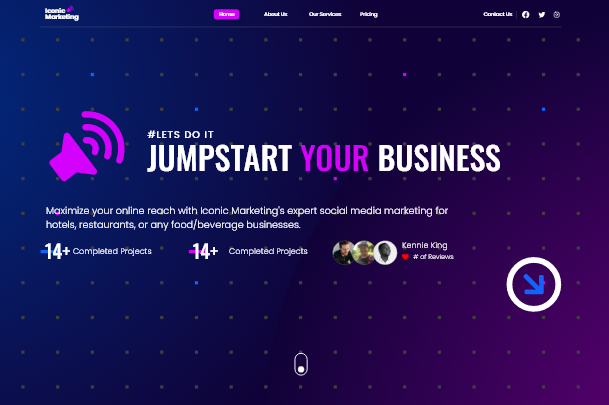 Iconic
Marketing
Home
About Us
Our Services
Pricing
Contact Us
#LETS DO IT
JUMPSTART YOUR BUSINESS
Maximize your online reach with Iconic Marketing's expert social media marketing for
hotels, restaurants, or any food/beverage businesses.
14+ Completed Projects
14+ Completed Projects
Kennie King
# of Reviews